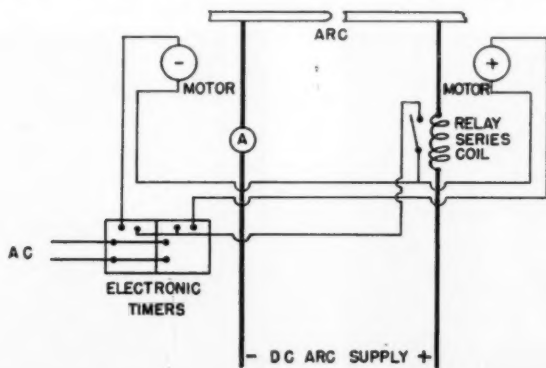 ARC
-
+
MOTOR
MOTOR
A
RELAY
SERIES
COIL
AC
ELECTRONIC
TIMERS
- DC ARC SUPPLY +